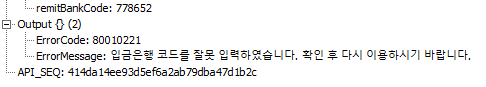 remitBankCode: 778652
Output {} (2)
ErrorCode: 80010221
ErrorMessage: 입금은행 코드를 잘못 입력하였습니다. 확인 후 다시 이용하시기 바랍니다.
API_SEQ: 414da14ee93d5ef6a2ab79dba47d1b2c